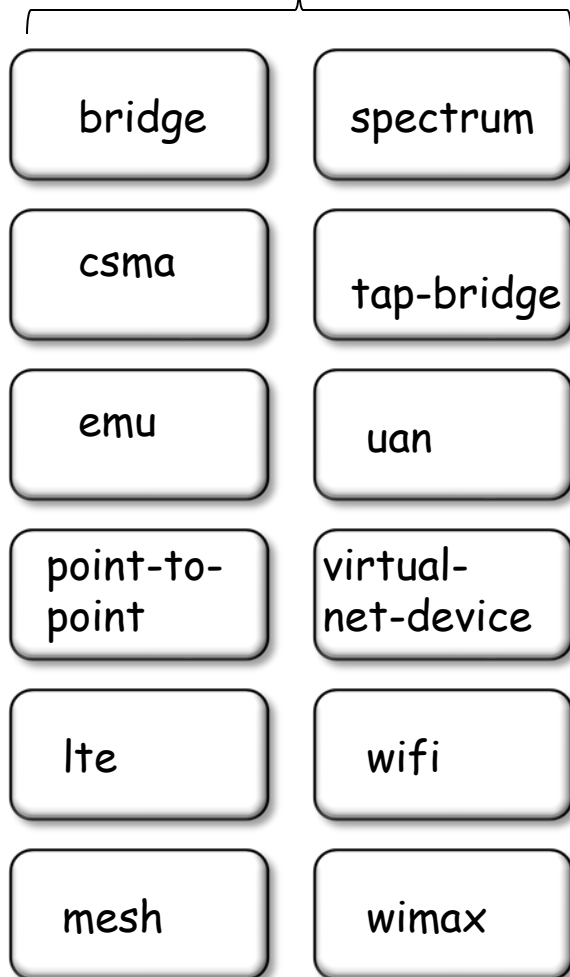 bridge
spectrum
csma
tap-bridge
emu
uan
point-to-
point
virtual-
net-device
lte
wifi
mesh
wimax